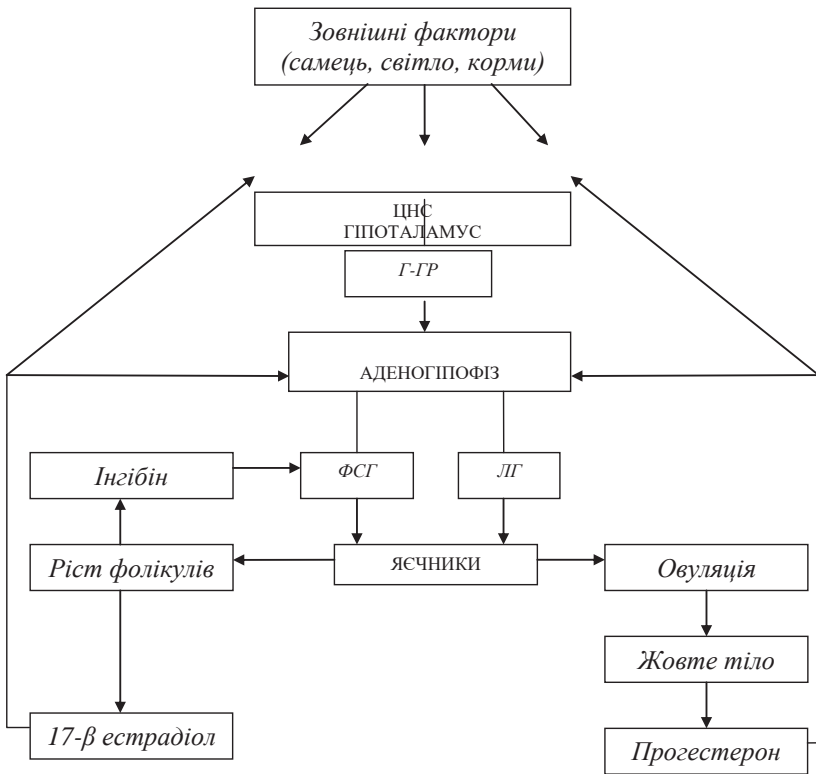 Зовнішні фактори
(самець, світло, корми)
ЦНС
ГІПОТАЛАМУС
Г-ГР
АДЕНОГІПОФІЗ
Інгібін
ФСГ
ЛГ
Ріст фолікулів
ЯЄЧНИКИ
Овуляція
Жовте тіло
17-β естрадіол
Прогестерон